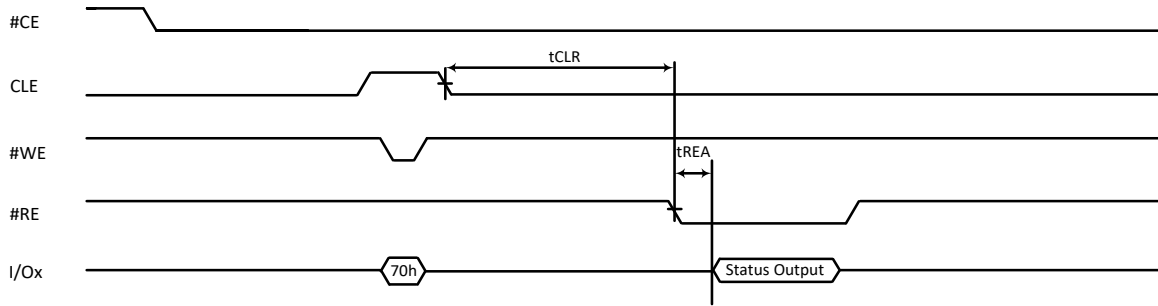 #CE
tCLR
CLE
#WE
tREA
#RE
I/Ox
70h
Status Output